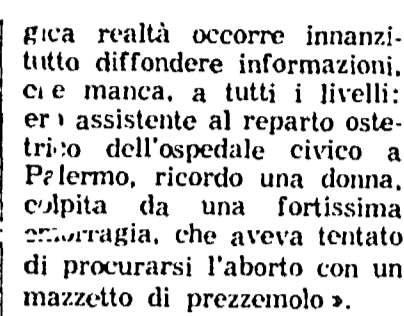 gica realtà occorre innanzi-
tutto diffondere informazioni,
che manca, a tutti i livelli:
ero assistente al reparto oste-
trico dell'ospedale civico a
Palermo, ricordo una donna,
colpita da una fortissima
emorragia, che aveva tentato
di procurarsi l'aborto con un
mazzetto di prezzemolo ».